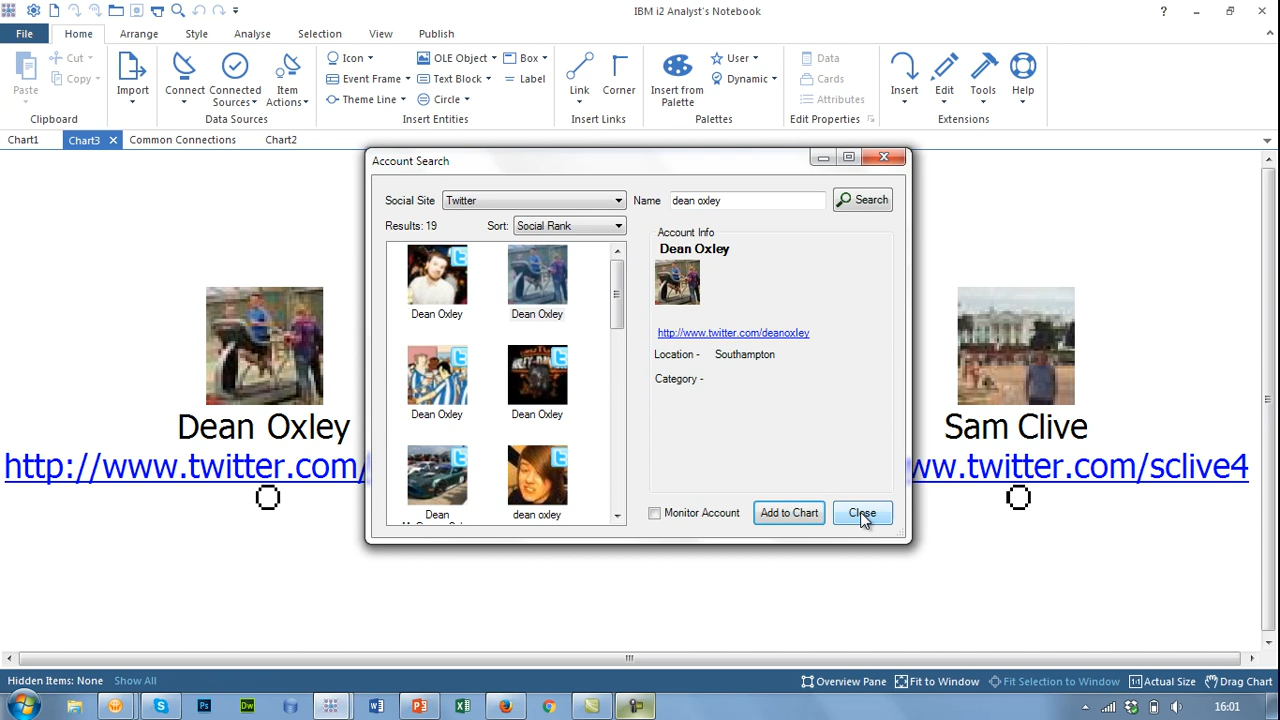 IBM i2 Analyst's Notebook
File Home Arrange Style Analyse Selection View Publish
Paste Cut Copy Import Connect Connected Sources Item Actions Icon OLE Object Box User Data
Event Frame Text Block Label Link Corner Insert from Palette Dynamic Cards Insert Edit Tools Help
Theme Line Circle Attributes
Clipboard Data Sources Insert Entities Insert Links Palettes Edit Properties Extensions
Chart1 Chart3 Common Connections Chart2
Account Search
Social Site Twitter Name dean oxley Search
Results: 19 Sort: Social Rank
Account Info
Dean Oxley
Dean Oxley Dean Oxley
http://www.twitter.com/deanoxley
Location - Southampton
Category -
Dean Oxley Dean Oxley
Dean dean oxley
Monitor Account Add to Chart Close
Dean Oxley
http://www.twitter.com/
Sam Clive
ww.twitter.com/sclive4
Hidden Items: None Show All Overview Pane Fit to Window Fit Selection to Window Actual Size Drag Chart
16:01